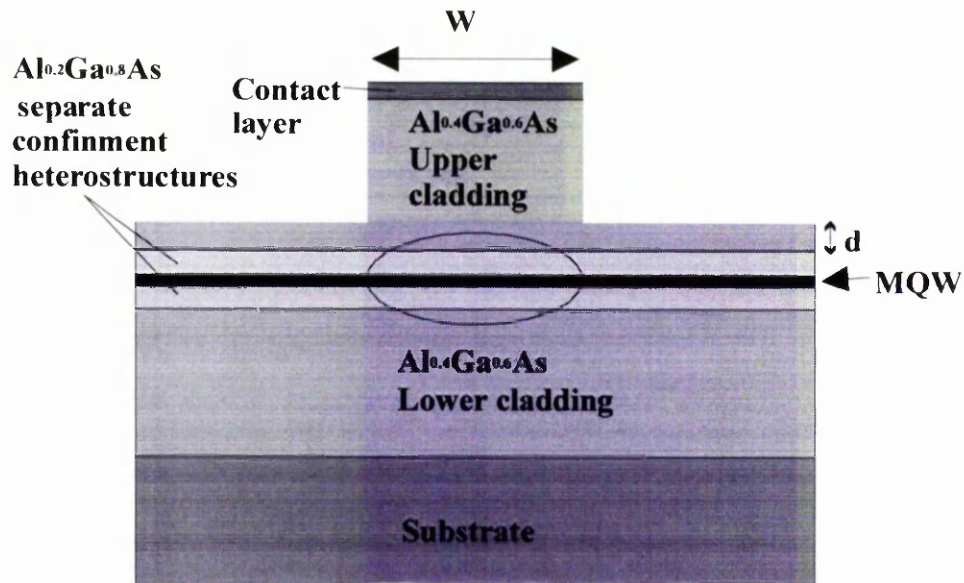 W
Al0.2Ga0.8As
separate
confinment
heterostructures
Contact
layer
Al0.4Ga0.6As
Upper
cladding
d
MQW
Al0.4Ga0.6As
Lower cladding
Substrate